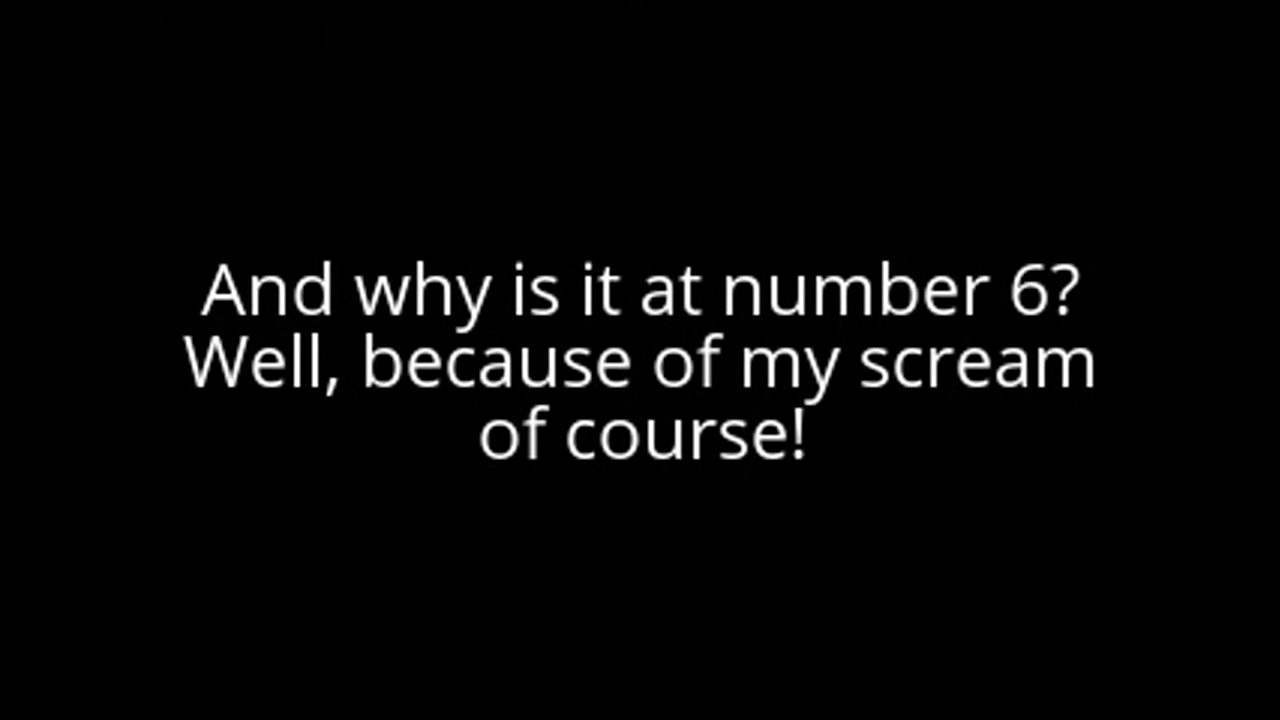 And why is it at number 6?
Well, because of my scream
of course!